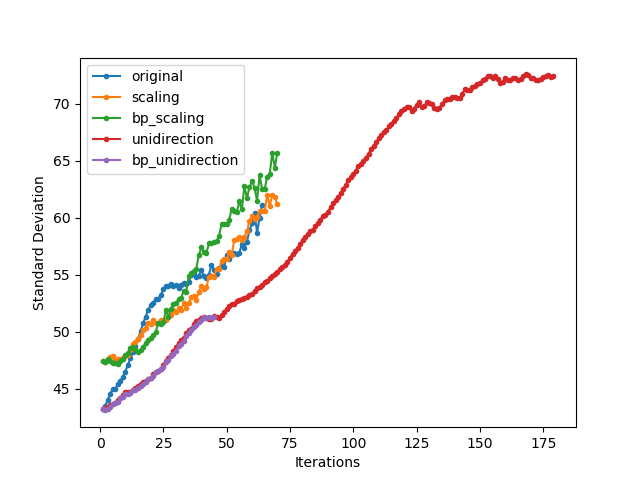 original
scaling
bp_scaling
unidirection
bp_unidirection
70
65
60
55
50
45
Standard Deviation
0 25 50 75 100 125 150 175
Iterations